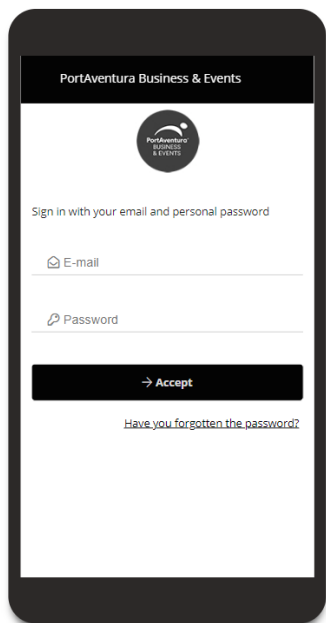 PortAventura Business & Events
PortAventura
BUSINESS
& EVENTS
Sign in with your email and personal password
E-mail
Password
Accept
Have you forgotten the password?